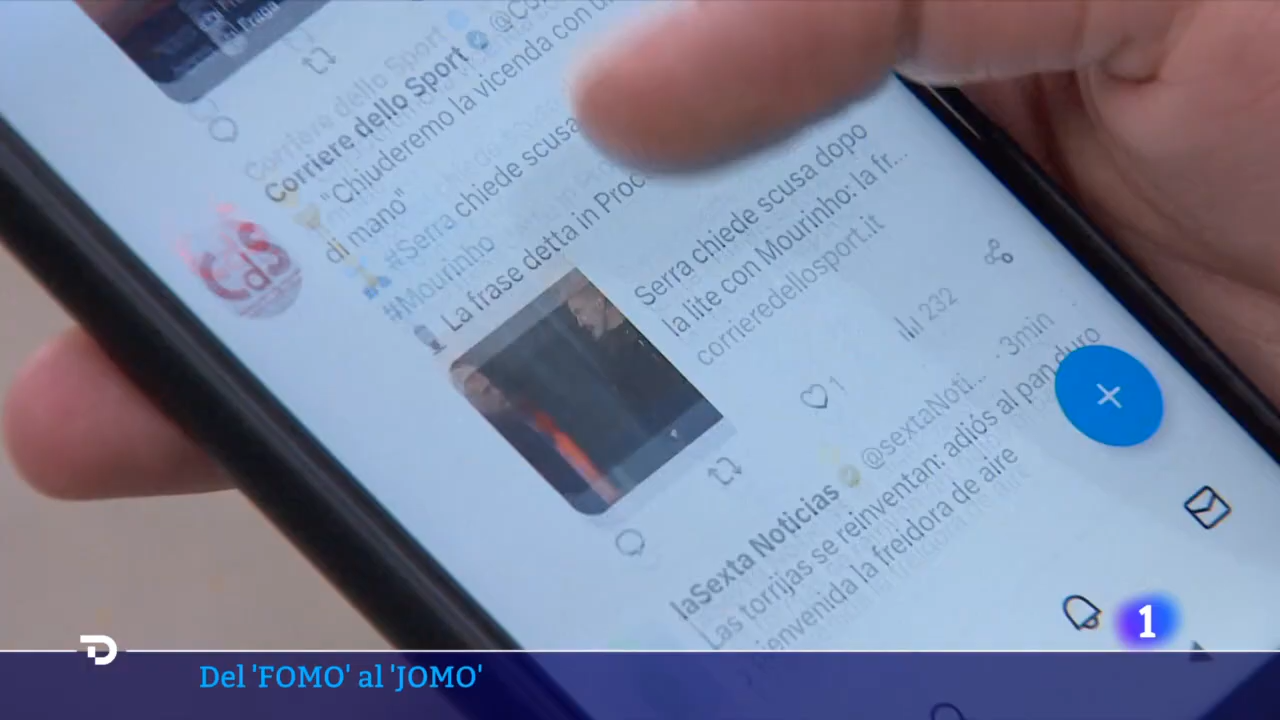 Fraga
Corriere dello Sport
"Chiuderemo la vicenda con
di mano"
#Serra chiede scusa
#Mourinho
La frase detta in
Serra chiede scusa dopo
la lite con Mourinho: la fr...
corrieredellosport.it
CdS
1
232
laSexta Noticias @sextaNoti... · 3min
Las torrijas se reinventan: adiós al pan duro
bienvenida la freidora de aire
1
D
Del 'FOMO' al 'JOMO'